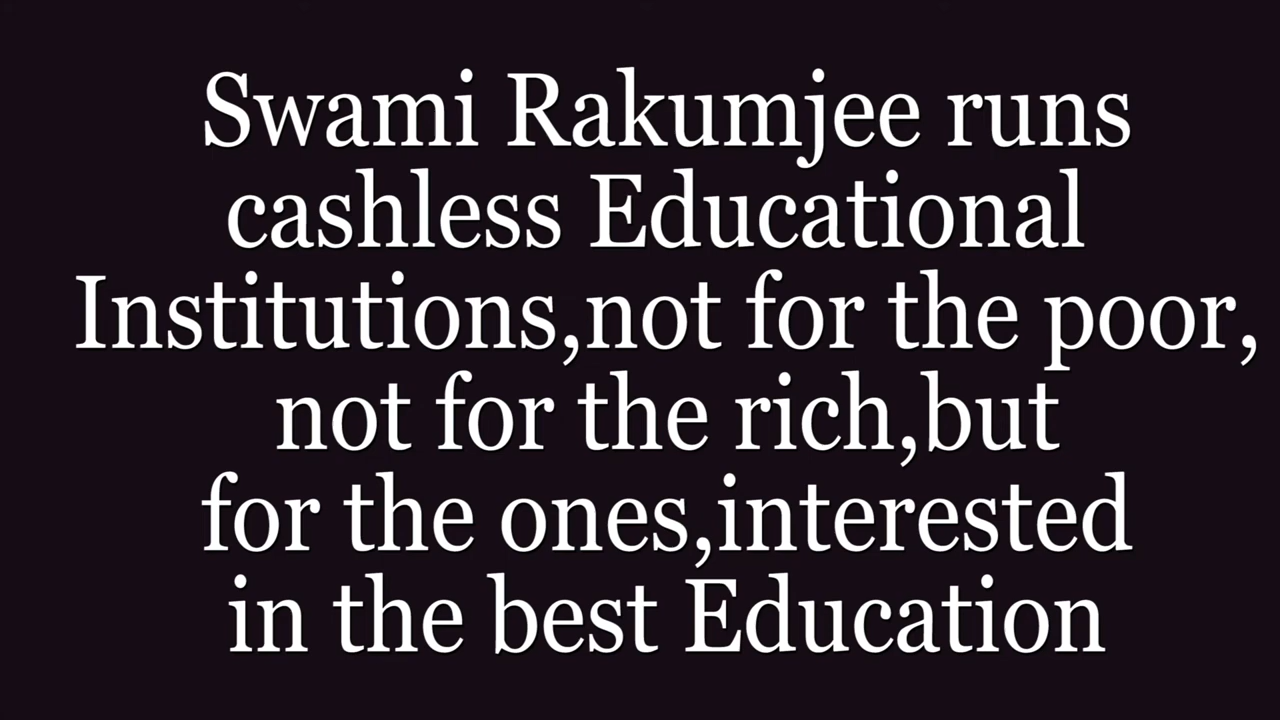 Swami Rakumjee runs
cashless Educational
Institutions,not for the poor,
not for the rich,but
for the ones,interested
in the best Education